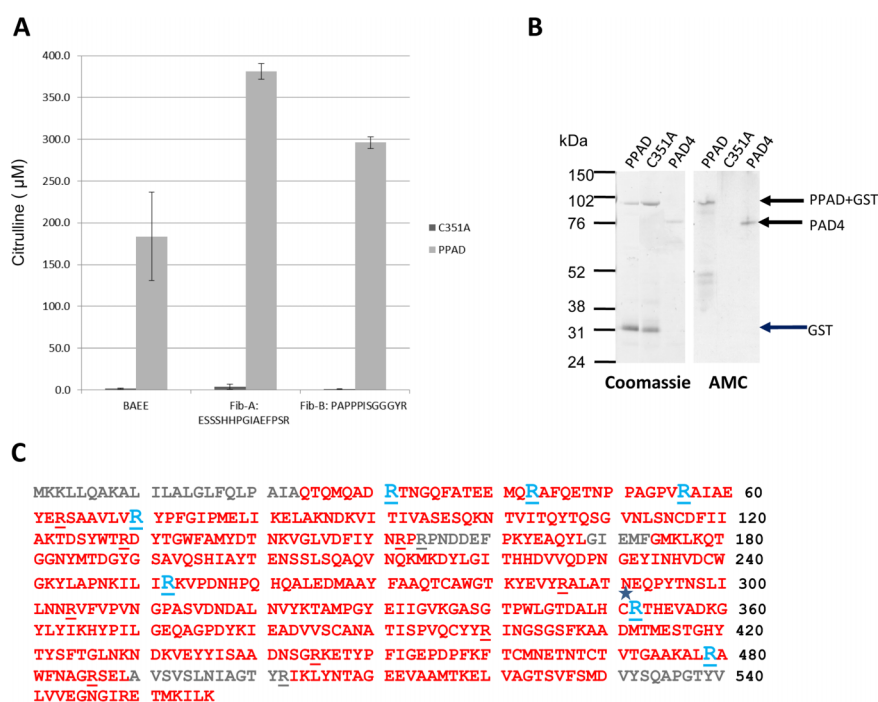 A
B
400.0
350.0
300.0
250.0
200.0
150.0
100.0
50.0
0.0
Citrulline ( µM)
C351A
PPAD
BAEE
Fib-A:
ESSSHHPGIAEFPSR
Fib-B: PAPPPISGGGYR
kDa
PPAD C351A PAD4 PPAD C351A PAD4
150
102
76
52
38
31
24
PPAD+GST
PAD4
GST
Coomassie AMC
C
MKKLLQAKAL ILALGLFQLP AIAQTQMQAD RTNGQFATEE MQRAFQETNP PAGPVRAIAE 60
YERSAAVLVR YPFGIPMELI KELAKNDKVI TIVASESQKN TVITQYTQSG VNLSNCDFII 120
AKTDSYWTRD YTGWFAMYDT NKVGLVDFIY NRPRPNDDEF PKYEAQYLGI EMFGMKLKQT 180
GGNYMTDGYG SAVQSHIAYT ENSSLSQAQV NQKMKDYLGI THHDVVQDPN GEYINHVDCW 240
GKYLAPNKIL IRKVPDNHPQ HQALEDMAAY FAAQTCAWGT KYEVYRALAT NEQPYTNSLI 300
LNNRVFVPVN GPASVDNDAL NVYKTAMPGY EIIGVKGASG TPWLGTDALH CRTHEVADKG 360
YLYIKHYPIL GEQAGPDYKI EADVVSCANA TISPVQCYYR INGSGSFKAA DMTMESTGHY 420
TYSFTGLNKN DKVEYYISAA DNSGRKETYP FIGEPDPFKF TCMNETNTCT VTGAAKALRA 480
WFNAGRSELA VSVSLNIAGT YRIKLYNTAG EEVAAMTKEL VAGTSVFSMD VYSQAPGTYV 540
LVVEGNGIRE TMKILK